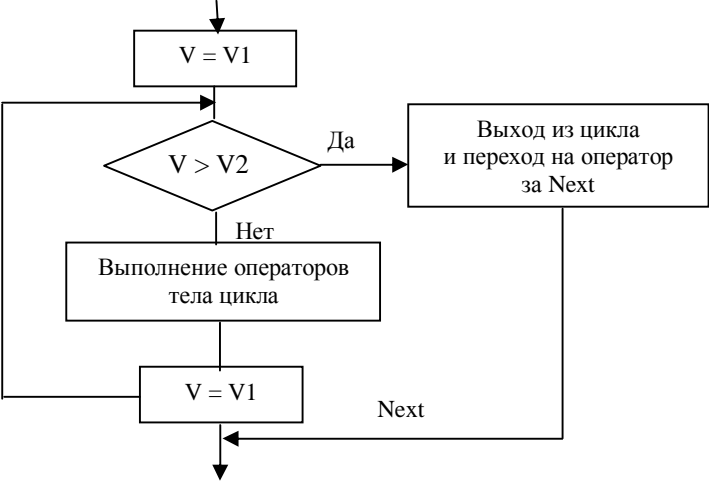 V = V1
Да
V > V2
Выход из цикла
и переход на оператор
за Next
Нет
Выполнение операторов
тела цикла
V = V1
Next